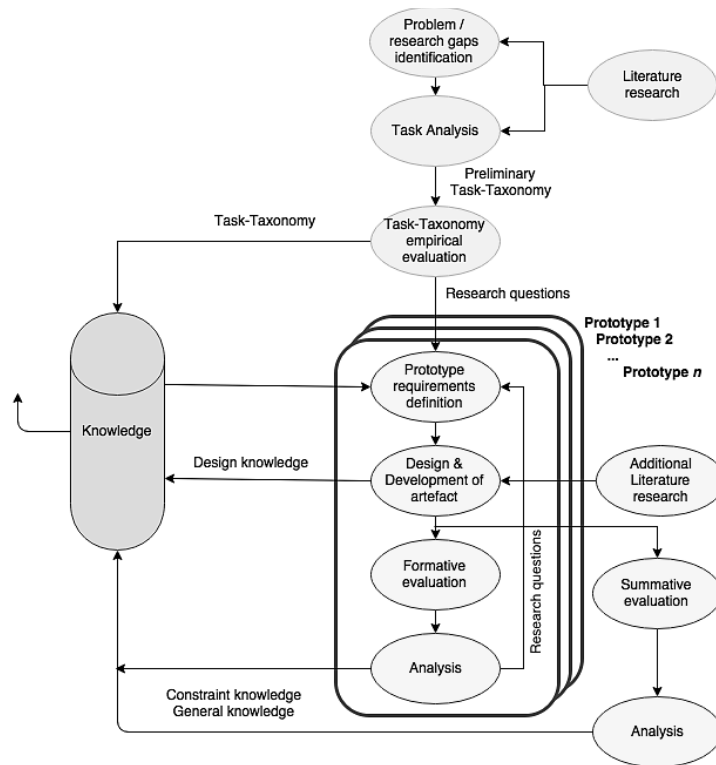 Problem /
research gaps
identification
Literature
research
Task Analysis
Preliminary
Task-Taxonomy
Task-Taxonomy
Task-Taxonomy
empirical
evaluation
Research questions
Prototype 1
Prototype 2
...
Prototype n
Prototype
requirements
definition
Knowledge
Design knowledge
Design &
Development of
artefact
Additional
Literature
research
Research questions
Formative
evaluation
Summative
evaluation
Analysis
Constraint knowledge
General knowledge
Analysis